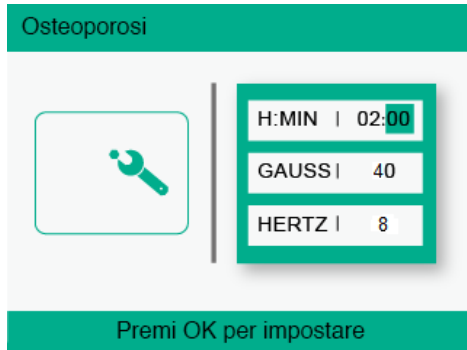 Osteoporosi
H:MIN | 02:00
GAUSS | 40
HERTZ | 8
Premi OK per impostare